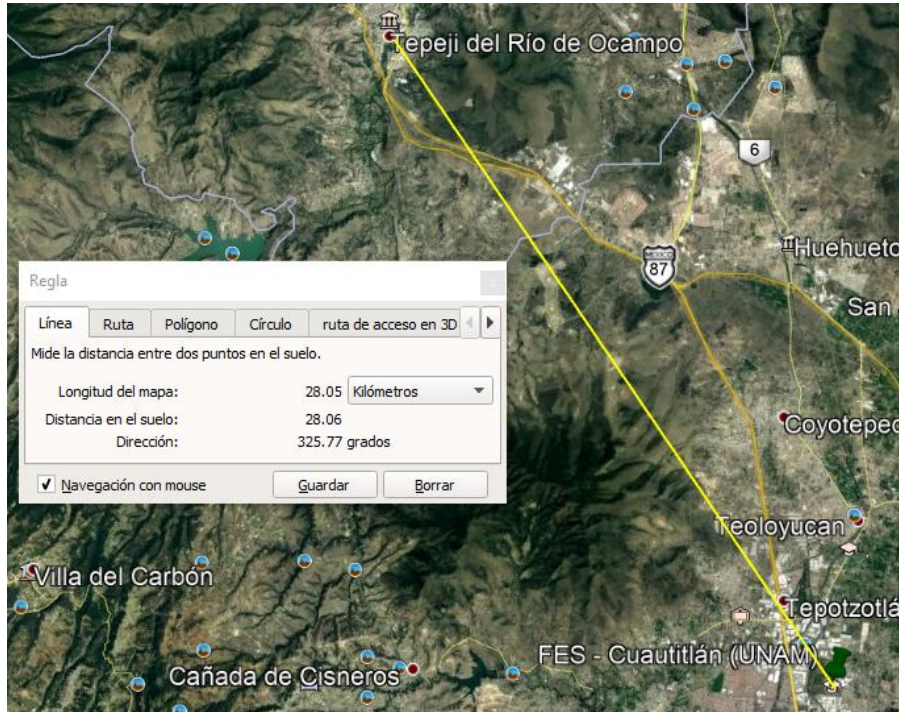 Tepeji del Río de Ocampo
6
Huehueto
MÉXICO
87
San
Regla
Línea Ruta Polígono Círculo ruta de acceso en 3D
Mide la distancia entre dos puntos en el suelo.
Longitud del mapa: 28.05 Kilómetros
Distancia en el suelo: 28.06
Dirección: 325.77 grados
Navegación con mouse Guardar Borrar
Coyotepec
Teoloyucan
Villa del Carbón
Tepotzotlá
FES - Cuautitlán (UNAM)
Cañada de Cisneros